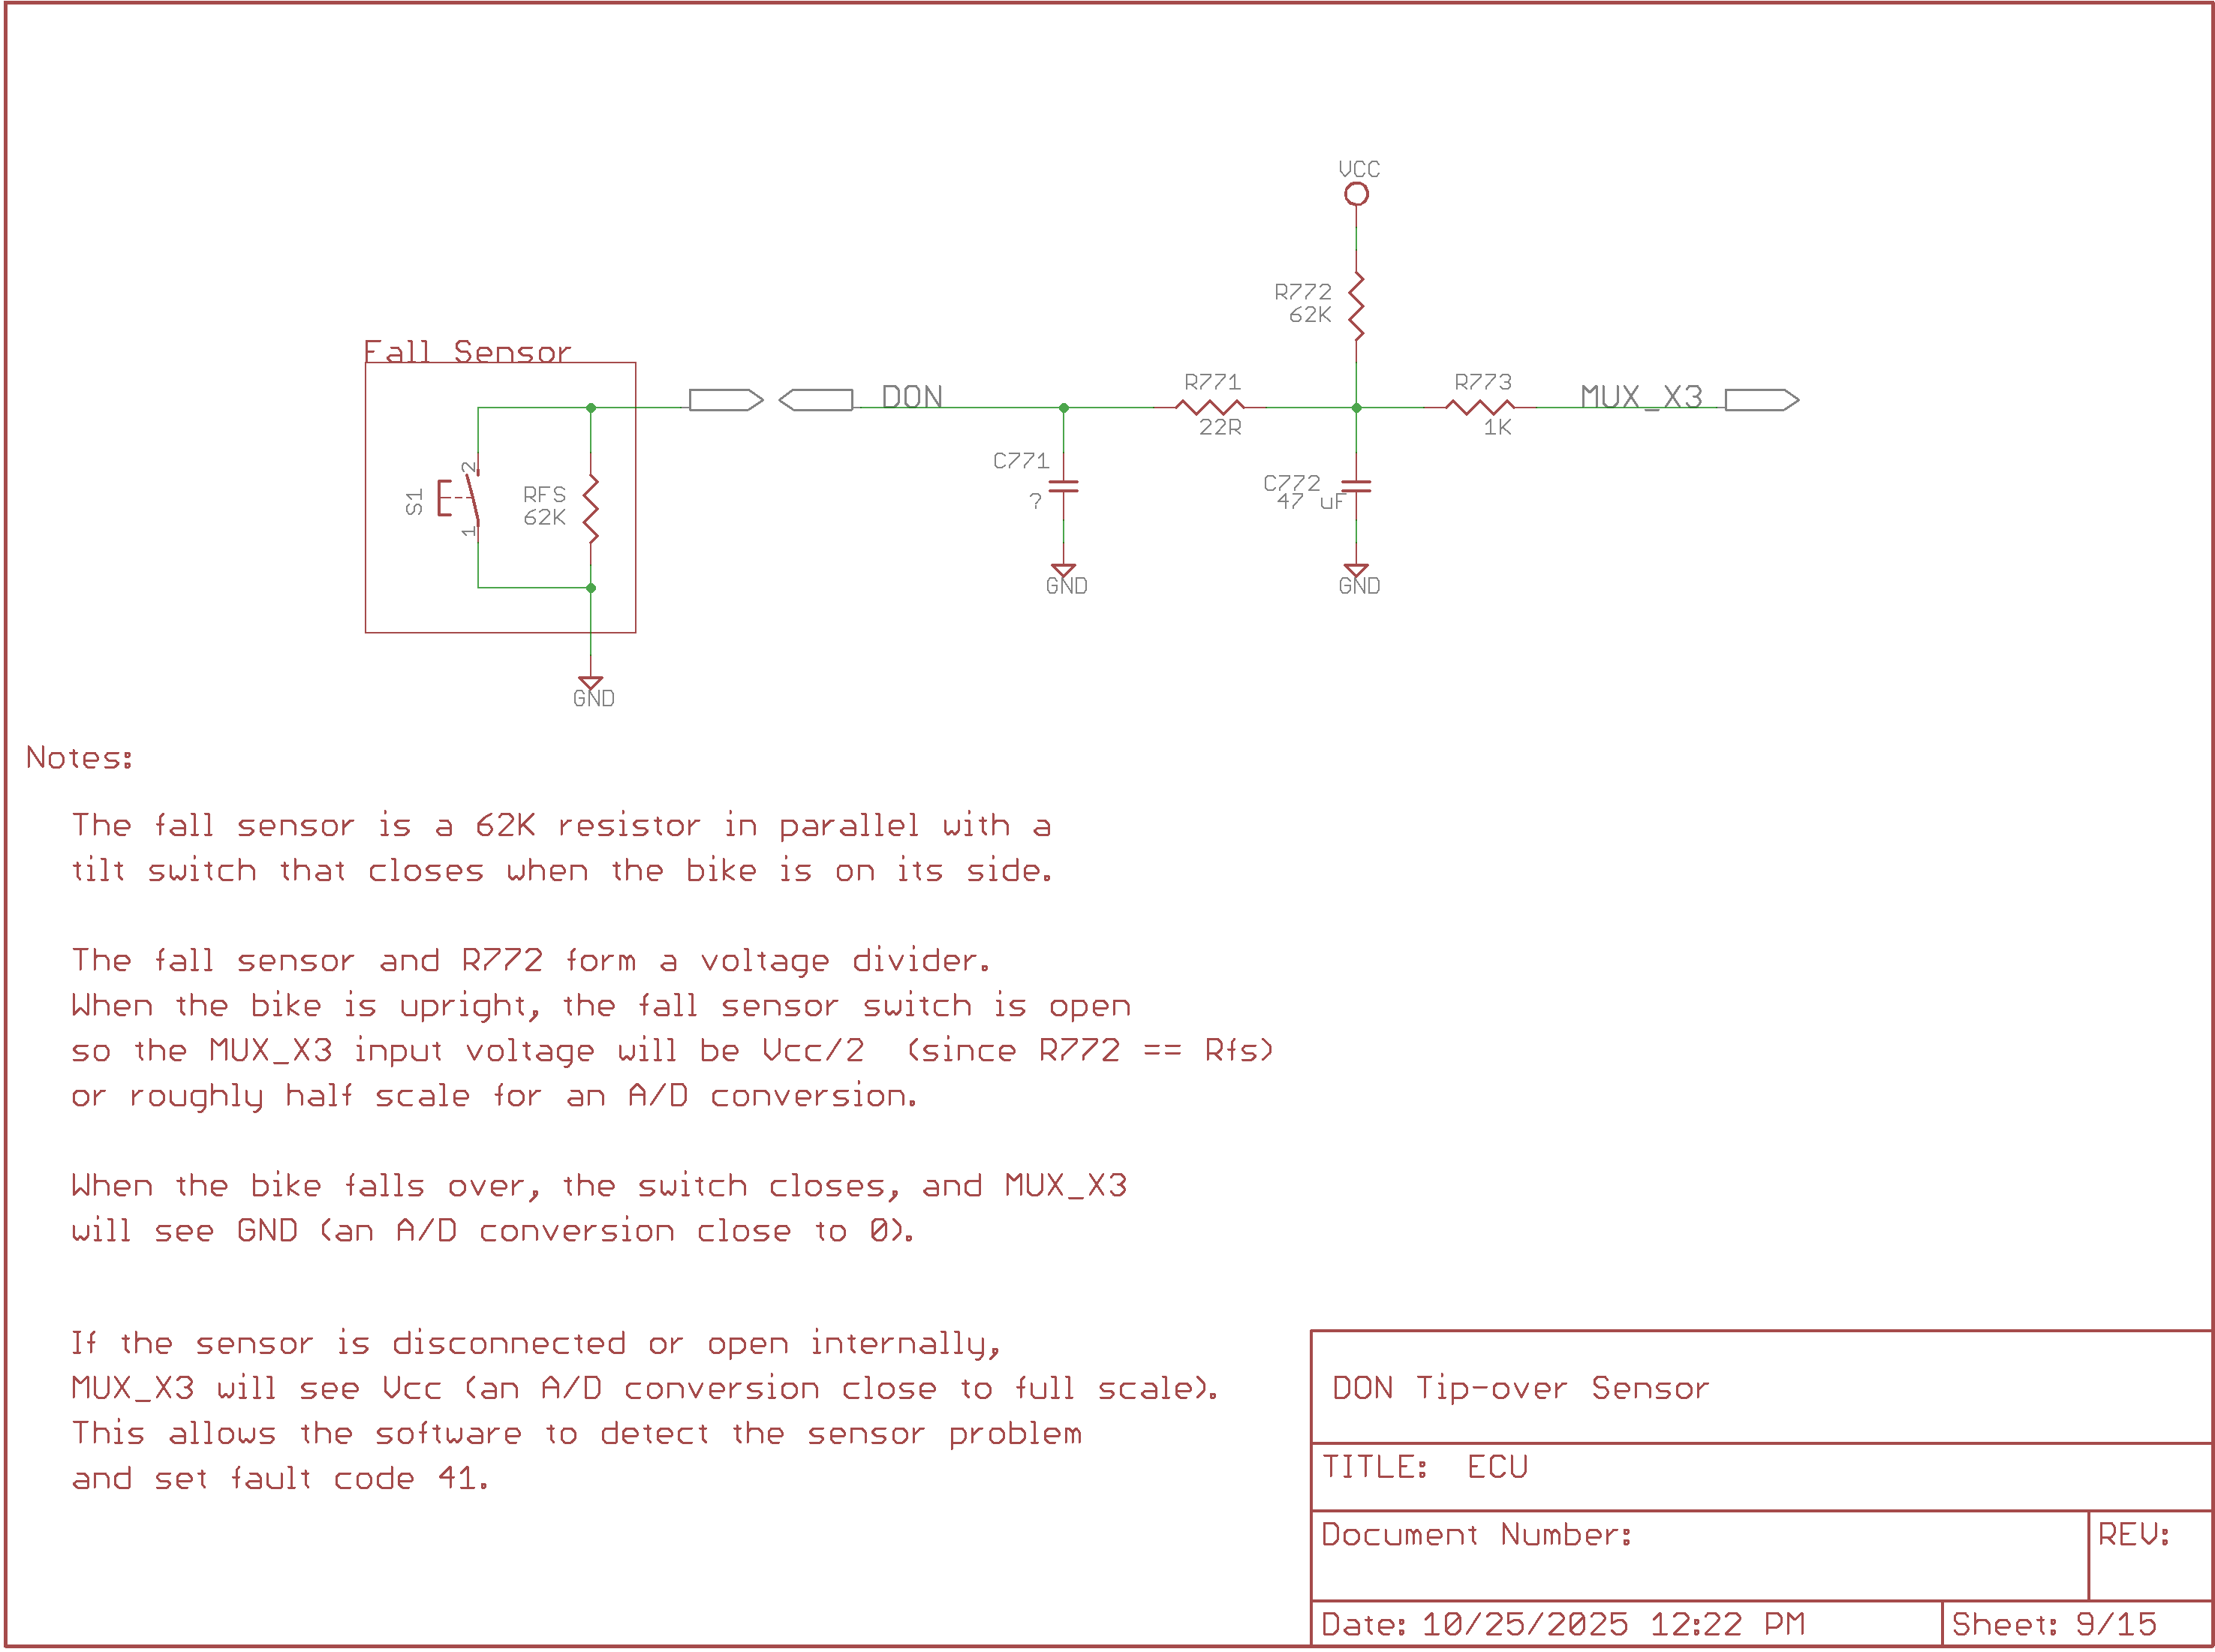 VCC
R772
62K
Fall Sensor
DON
R771
22R
R773
1K
MUX_X3
S1
2
1
RFS
62K
C771
?
C772
47 uF
GND
GND
GND
Notes:
The fall sensor is a 62K resistor in parallel with a
tilt switch that closes when the bike is on its side.
The fall sensor and R772 form a voltage divider.
When the bike is upright, the fall sensor switch is open
so the MUX_X3 input voltage will be Vcc/2 (since R772 == Rfs)
or roughly half scale for an A/D conversion.
When the bike falls over, the switch closes, and MUX_X3
will see GND (an A/D conversion close to 0).
If the sensor is disconnected or open internally,
MUX_X3 will see Vcc (an A/D conversion close to full scale).
This allows the software to detect the sensor problem
and set fault code 41.
DON Tip-over Sensor
TITLE: ECU
Document Number:
REV:
Date: 10/25/2025 12:22 PM
Sheet: 9/15